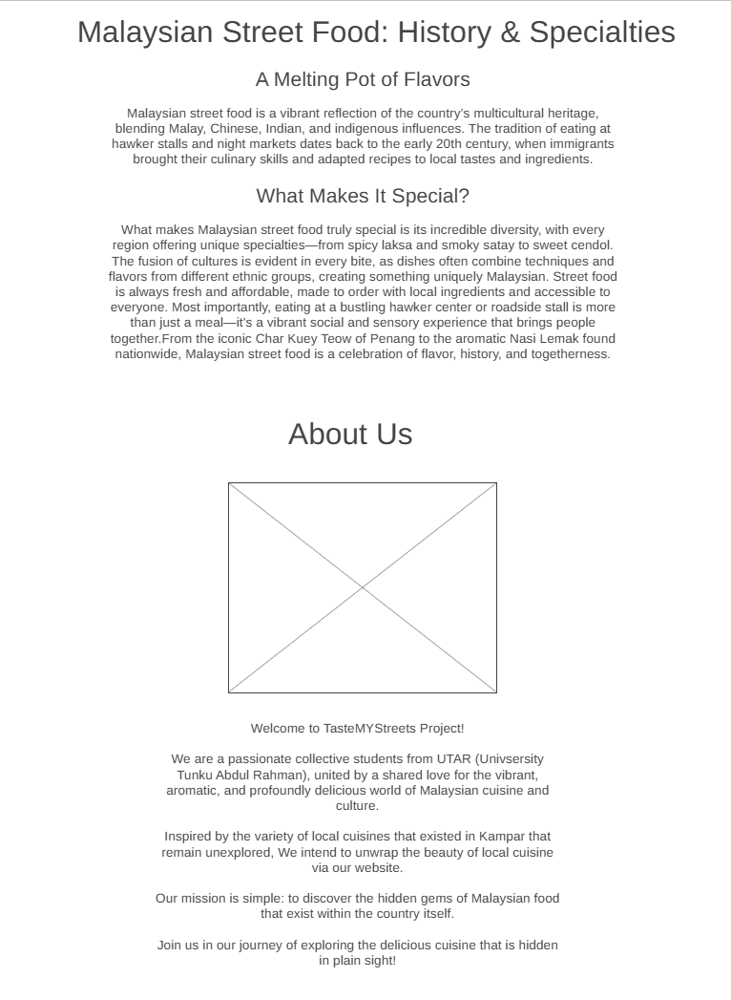 Malaysian Street Food: History & Specialties
A Melting Pot of Flavors
Malaysian street food is a vibrant reflection of the country’s multicultural heritage,
blending Malay, Chinese, Indian, and indigenous influences. The tradition of eating at
hawker stalls and night markets dates back to the early 20th century, when immigrants
brought their culinary skills and adapted recipes to local tastes and ingredients.
What Makes It Special?
What makes Malaysian street food truly special is its incredible diversity, with every
region offering unique specialties—from spicy laksa and smoky satay to sweet cendol.
The fusion of cultures is evident in every bite, as dishes often combine techniques and
flavors from different ethnic groups, creating something uniquely Malaysian. Street food
is always fresh and affordable, made to order with local ingredients and accessible to
everyone. Most importantly, eating at a bustling hawker center or roadside stall is more
than just a meal—it’s a vibrant social and sensory experience that brings people
together.From the iconic Char Kuey Teow of Penang to the aromatic Nasi Lemak found
nationwide, Malaysian street food is a celebration of flavor, history, and togetherness.
About Us
Welcome to TasteMYStreets Project!
We are a passionate collective students from UTAR (Univsersity
Tunku Abdul Rahman), united by a shared love for the vibrant,
aromatic, and profoundly delicious world of Malaysian cuisine and
culture.
Inspired by the variety of local cuisines that existed in Kampar that
remain unexplored, We intend to unwrap the beauty of local cuisine
via our website.
Our mission is simple: to discover the hidden gems of Malaysian food
that exist within the country itself.
Join us in our journey of exploring the delicious cuisine that is hidden
in plain sight!